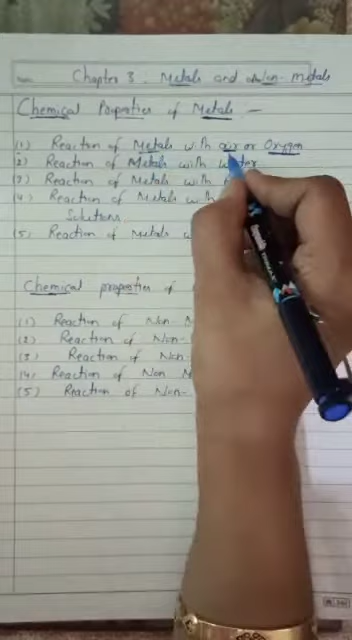 Chapter 3 Metals and Non-metals
Chemical Properties of Metals -
(1) Reaction of Metals with air or Oxygen
(2) Reaction of Metals with water
(3) Reaction of Metals with
(4) Reaction of Metals with
Solutions
(5) Reaction of Metals
Chemical properties of
(1) Reaction of Non
(2) Reaction of Non-
(3) Reaction of Non
(4) Reaction of Non
(5) Reaction of Non-